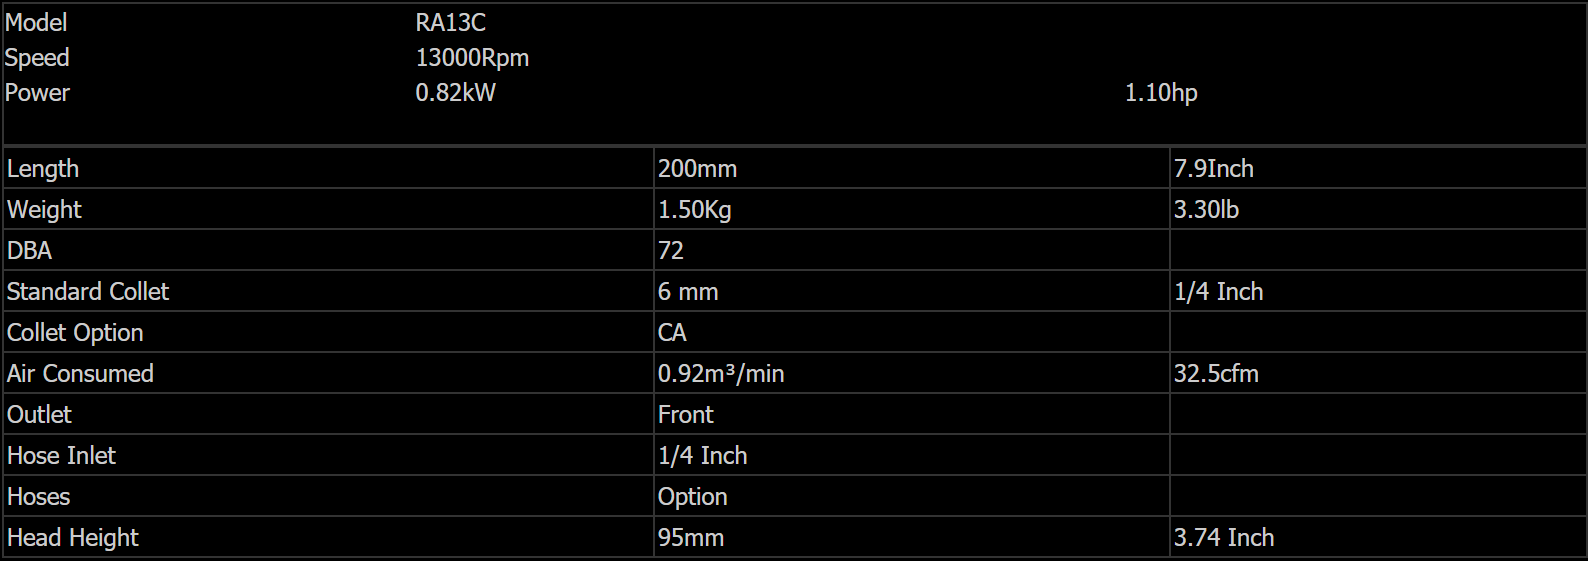 Model RA13C
Speed 13000Rpm
Power 0.82kW 1.10hp
Length 200mm 7.9Inch
Weight 1.50Kg 3.30lb
DBA 72
Standard Collet 6 mm 1/4 Inch
Collet Option CA
Air Consumed 0.92m³/min 32.5cfm
Outlet Front
Hose Inlet 1/4 Inch
Hoses Option
Head Height 95mm 3.74 Inch